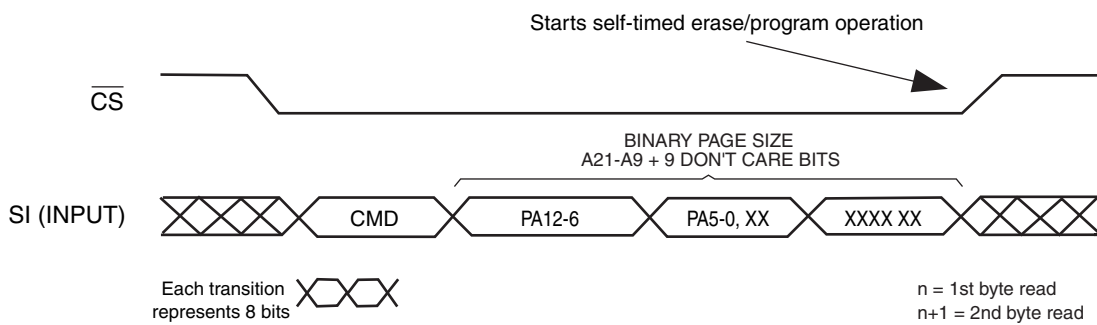 Starts self-timed erase/program operation
CS
BINARY PAGE SIZE
A21-A9 + 9 DON'T CARE BITS
SI (INPUT)
CMD
PA12-6
PA5-0, XX
XXXX XX
Each transition
represents 8 bits
n = 1st byte read
n+1 = 2nd byte read